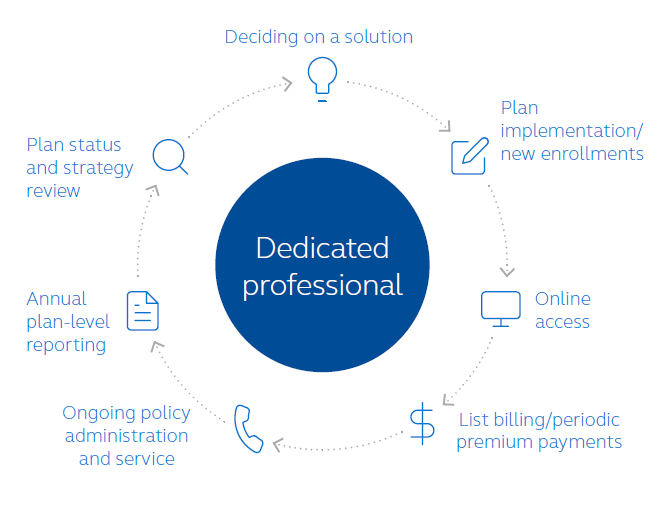 Deciding on a solution
Plan
implementation/
new enrollments
Online
access
List billing/periodic
premium payments
Ongoing policy
administration
and service
Annual
plan-level
reporting
Plan status
and strategy
review
Dedicated
professional